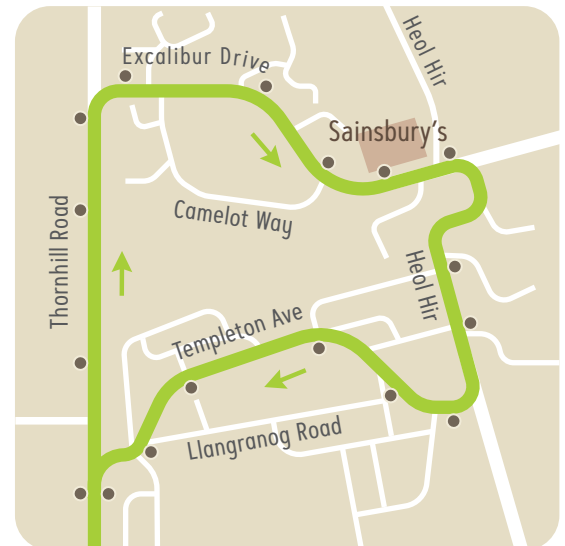 Heol Hir
Excalibur Drive
Sainsbury's
Thornhill Road
Camelot Way
Heol Hir
Templeton Ave
Llangranog Road